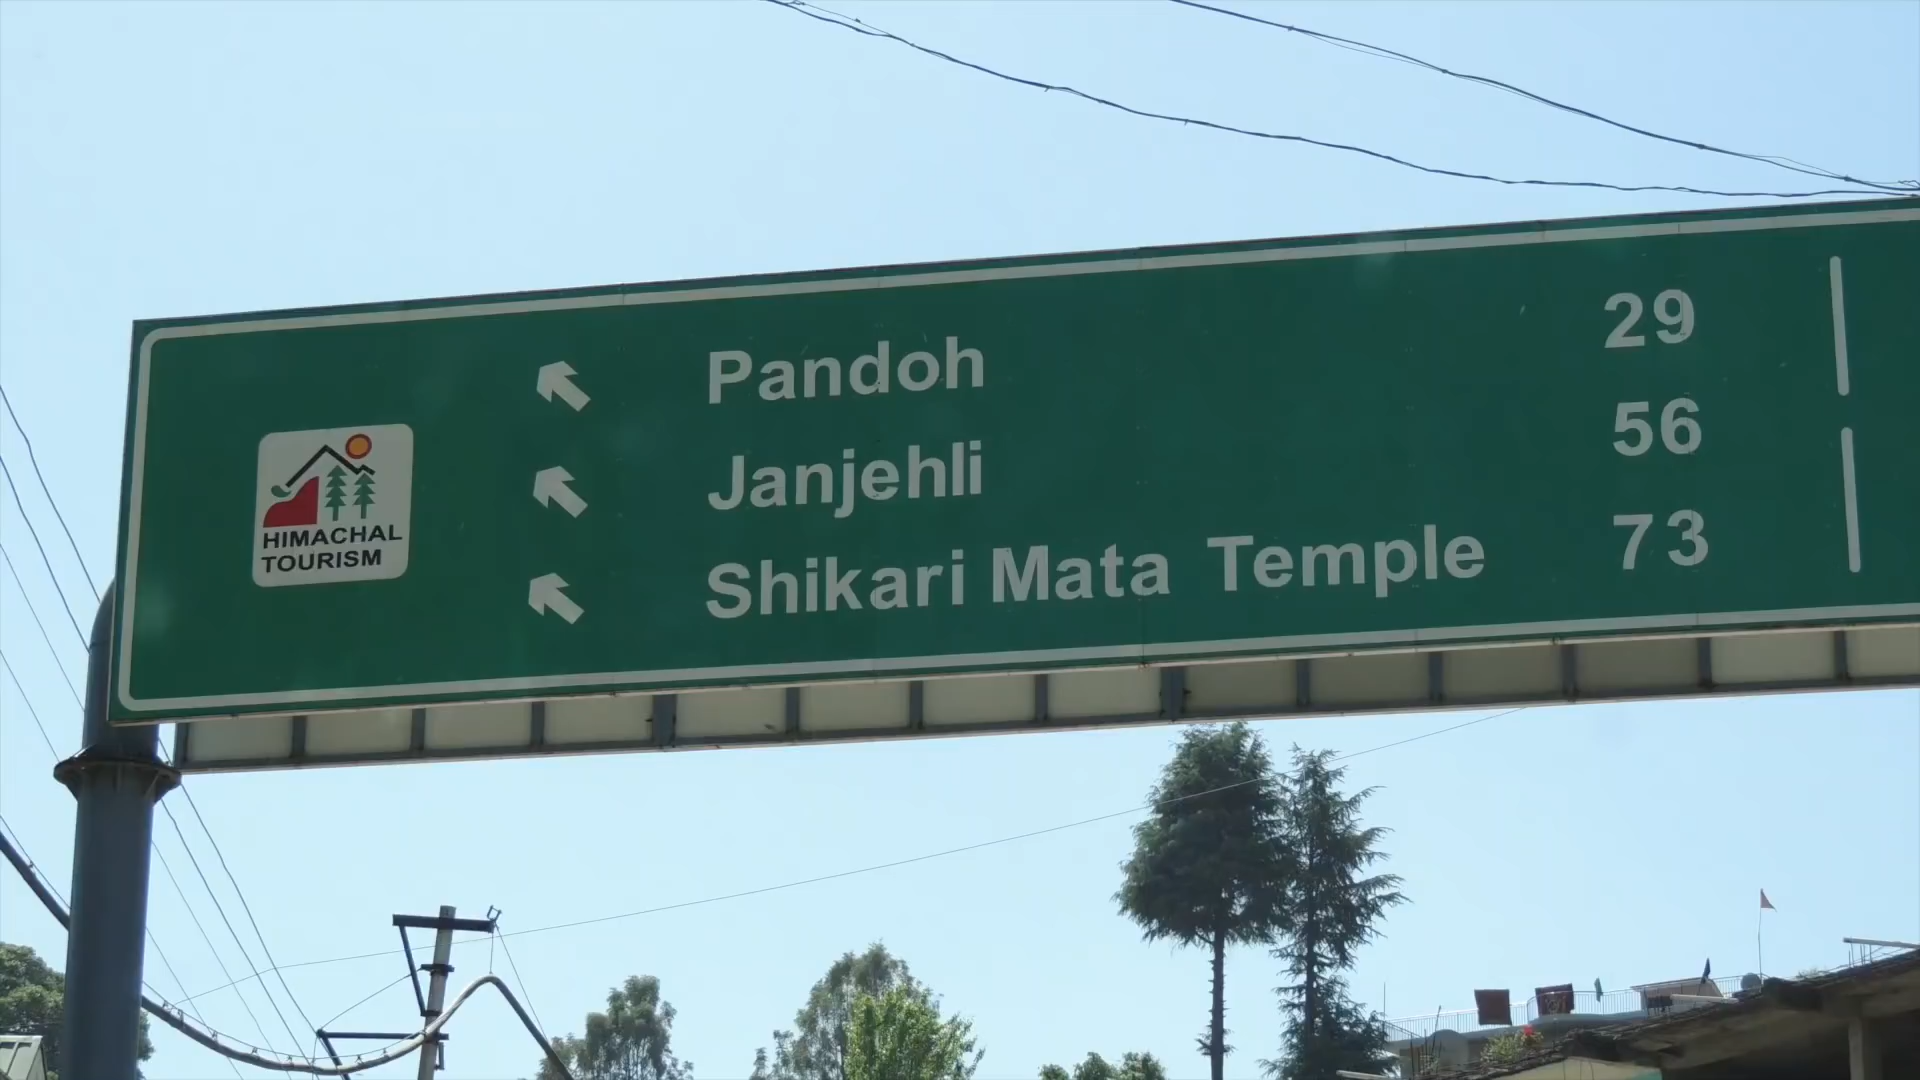 HIMACHAL
TOURISM
Pandoh 29
Janjehli 56
Shikari Mata Temple 73